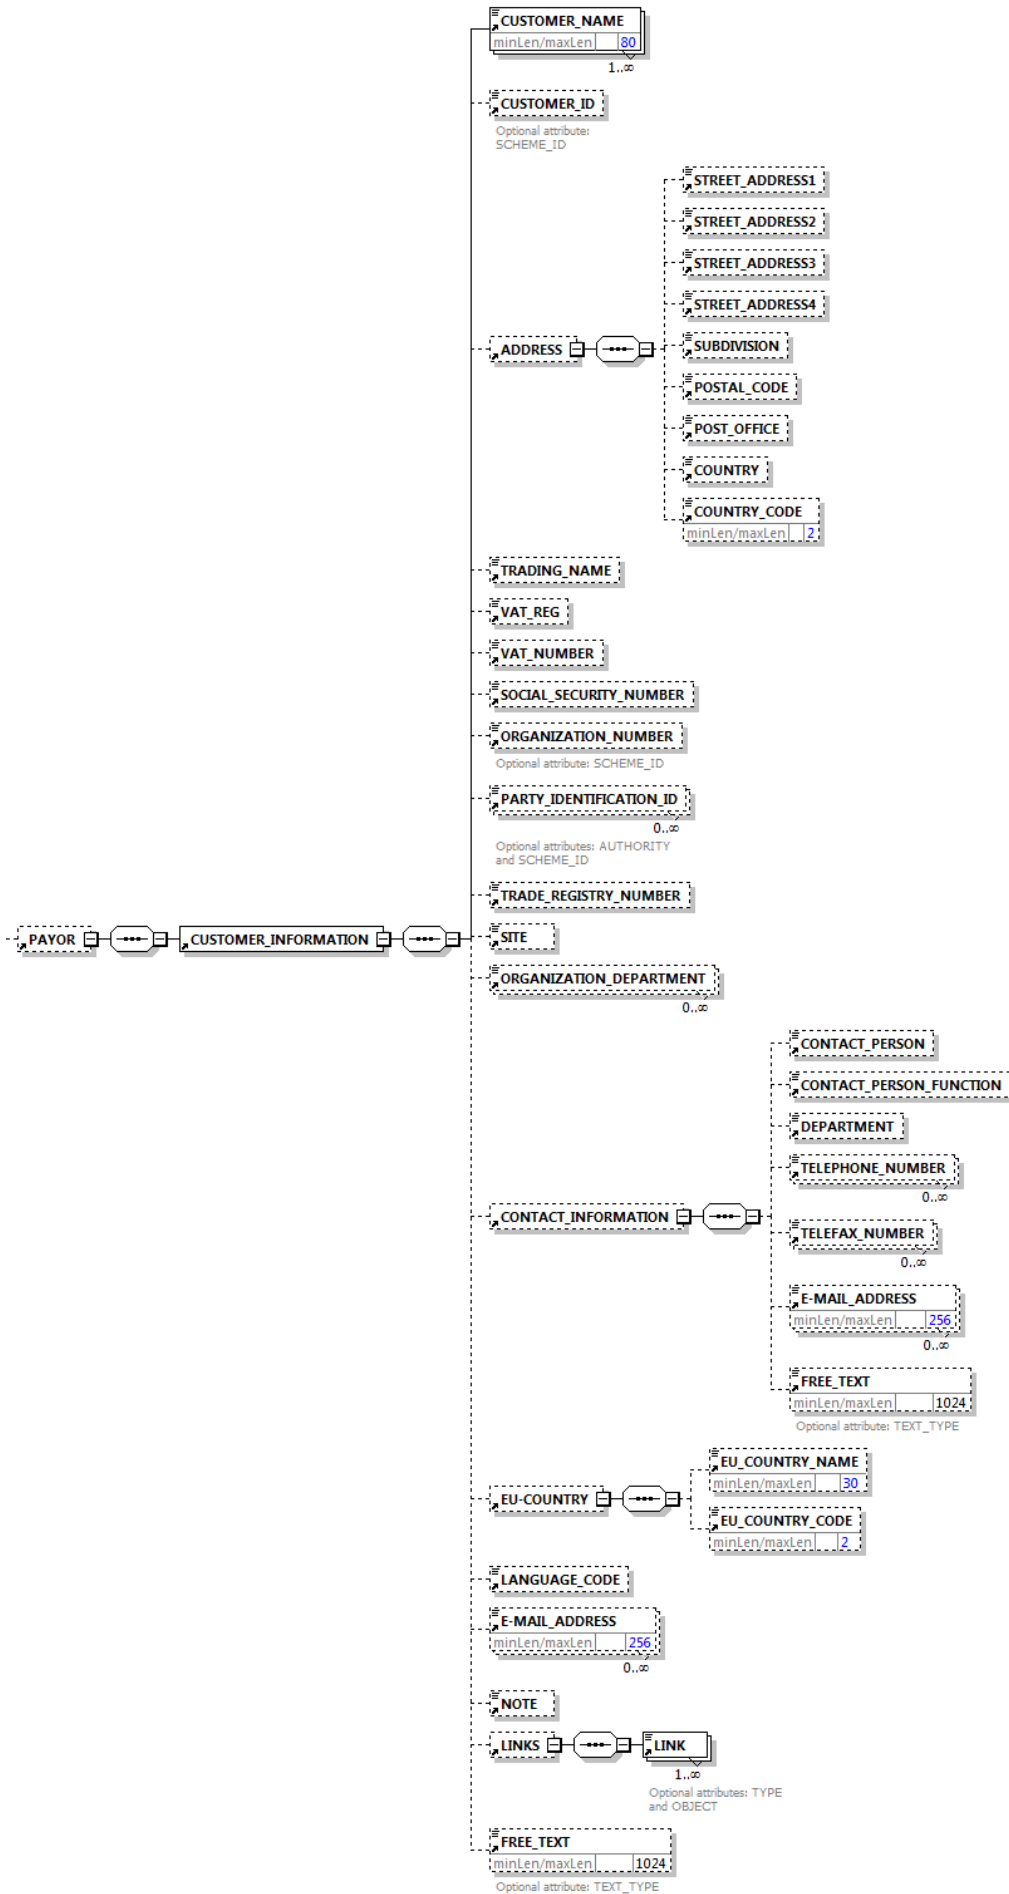 CUSTOMER_NAME
minLen/maxLen 80
1..∞
CUSTOMER_ID
Optional attribute:
SCHEME_ID
STREET_ADDRESS1
STREET_ADDRESS2
STREET_ADDRESS3
STREET_ADDRESS4
ADDRESS
SUBDIVISION
POSTAL_CODE
POST_OFFICE
COUNTRY
COUNTRY_CODE
minLen/maxLen 2
TRADING_NAME
VAT_REG
VAT_NUMBER
SOCIAL_SECURITY_NUMBER
ORGANIZATION_NUMBER
Optional attribute: SCHEME_ID
PARTY_IDENTIFICATION_ID
0..∞
Optional attributes: AUTHORITY
and SCHEME_ID
TRADE_REGISTRY_NUMBER
PAYOR
CUSTOMER_INFORMATION
SITE
ORGANIZATION_DEPARTMENT
0..∞
CONTACT_PERSON
CONTACT_PERSON_FUNCTION
DEPARTMENT
TELEPHONE_NUMBER
0..∞
CONTACT_INFORMATION
TELEFAX_NUMBER
0..∞
E-MAIL_ADDRESS
minLen/maxLen 256
0..∞
FREE_TEXT
minLen/maxLen 1024
Optional attribute: TEXT_TYPE
EU-COUNTRY
EU_COUNTRY_NAME
minLen/maxLen 30
EU_COUNTRY_CODE
minLen/maxLen 2
LANGUAGE_CODE
E-MAIL_ADDRESS
minLen/maxLen 256
0..∞
NOTE
LINKS
LINK
1..∞
Optional attributes: TYPE
and OBJECT
FREE_TEXT
minLen/maxLen 1024
Optional attribute: TEXT_TYPE